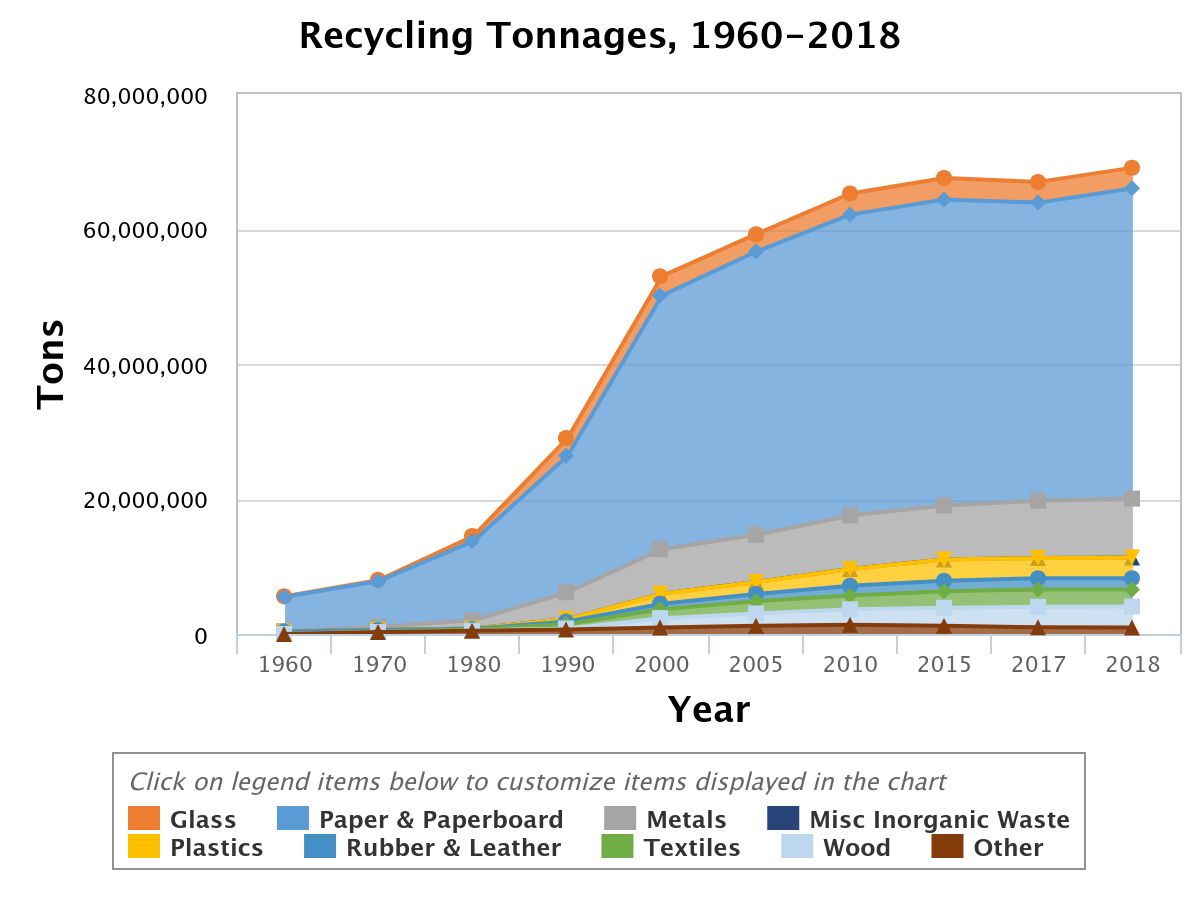 Recycling Tonnages, 1960-2018
80,000,000
60,000,000
40,000,000
20,000,000
0
Tons
1960 1970 1980 1990 2000 2005 2010 2015 2017 2018
Year
Click on legend items below to customize items displayed in the chart
Glass Paper & Paperboard Metals Misc Inorganic Waste
Plastics Rubber & Leather Textiles Wood Other